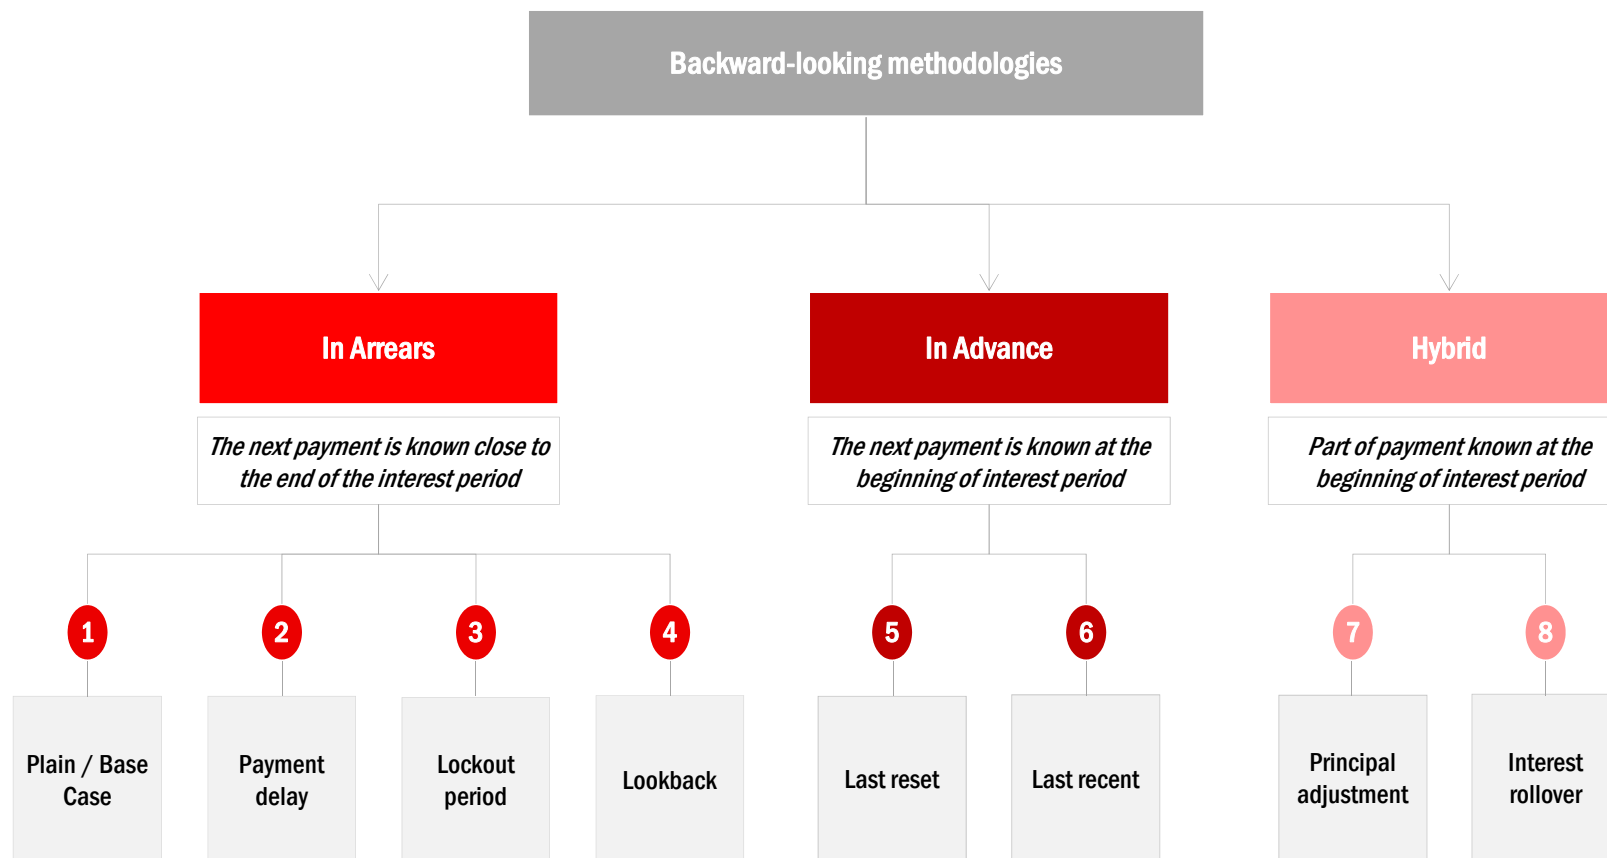 Backward-looking methodologies
In Arrears
In Advance
Hybrid
The next payment is known close to
the end of the interest period
The next payment is known at the
beginning of interest period
Part of payment known at the
beginning of interest period
1
2
3
4
5
6
7
8
Plain / Base
Case
Payment
delay
Lockout
period
Lookback
Last reset
Last recent
Principal
adjustment
Interest
rollover